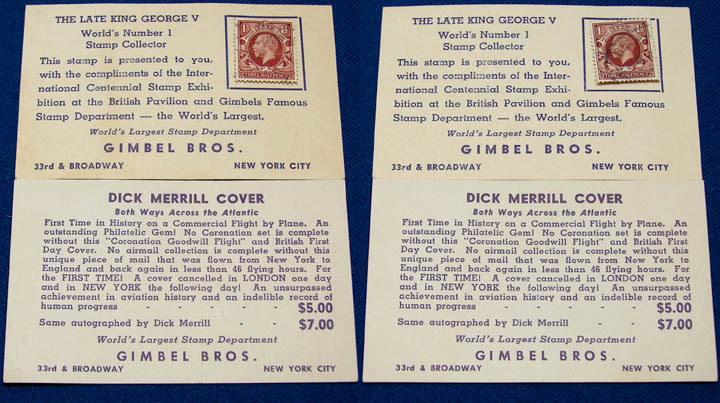 THE LATE KING GEORGE V
World's Number 1
Stamp Collector
This stamp is presented to you,
with the compliments of the Inter-
national Centennial Stamp Exhi-
bition at the British Pavilion and Gimbels Famous
Stamp Department — the World's Largest.
World's Largest Stamp Department
GIMBEL BROS.
33rd & BROADWAY NEW YORK CITY
DICK MERRILL COVER
Both Ways Across the Atlantic
First Time in History on a Commercial Flight by Plane. An
outstanding Philatelic Gem! No Coronation set is complete
without this "Coronation Goodwill Flight" and British First
Day Cover. No airmail collection is complete without this
unique piece of mail that was flown from New York to
England and back again in less than 46 flying hours. For
the FIRST TIME! A cover cancelled in LONDON one day
and in NEW YORK the following day! An unsurpassed
achievement in aviation history and an indelible record of
human progress - - - - - $5.00
Same autographed by Dick Merrill - - $7.00
World's Largest Stamp Department
GIMBEL BROS.
33rd & BROADWAY NEW YORK CITY
THE LATE KING GEORGE V
World's Number 1
Stamp Collector
This stamp is presented to you,
with the compliments of the Inter-
national Centennial Stamp Exhi-
bition at the British Pavilion and Gimbels Famous
Stamp Department — the World's Largest.
World's Largest Stamp Department
GIMBEL BROS.
33rd & BROADWAY NEW YORK CITY
DICK MERRILL COVER
Both Ways Across the Atlantic
First Time in History on a Commercial Flight by Plane. An
outstanding Philatelic Gem! No Coronation set is complete
without this "Coronation Goodwill Flight" and British First
Day Cover. No airmail collection is complete without this
unique piece of mail that was flown from New York to
England and back again in less than 46 flying hours. For
the FIRST TIME! A cover cancelled in LONDON one day
and in NEW YORK the following day! An unsurpassed
achievement in aviation history and an indelible record of
human progress - - - - - $5.00
Same autographed by Dick Merrill - - $7.00
World's Largest Stamp Department
GIMBEL BROS.
33rd & BROADWAY NEW YORK CITY